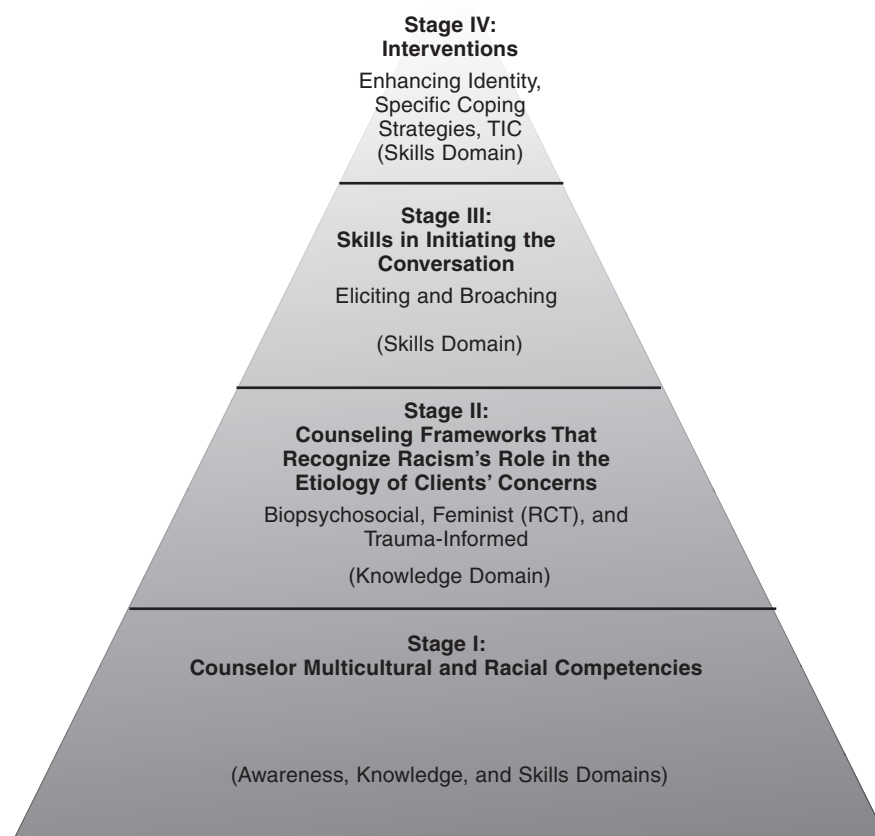 Stage IV:
Interventions
Enhancing Identity,
Specific Coping
Strategies, TIC
(Skills Domain)
Stage III:
Skills in Initiating the
Conversation
Eliciting and Broaching
(Skills Domain)
Stage II:
Counseling Frameworks That
Recognize Racism’s Role in the
Etiology of Clients’ Concerns
Biopsychosocial, Feminist (RCT), and
Trauma-Informed
(Knowledge Domain)
Stage I:
Counselor Multicultural and Racial Competencies
(Awareness, Knowledge, and Skills Domains)